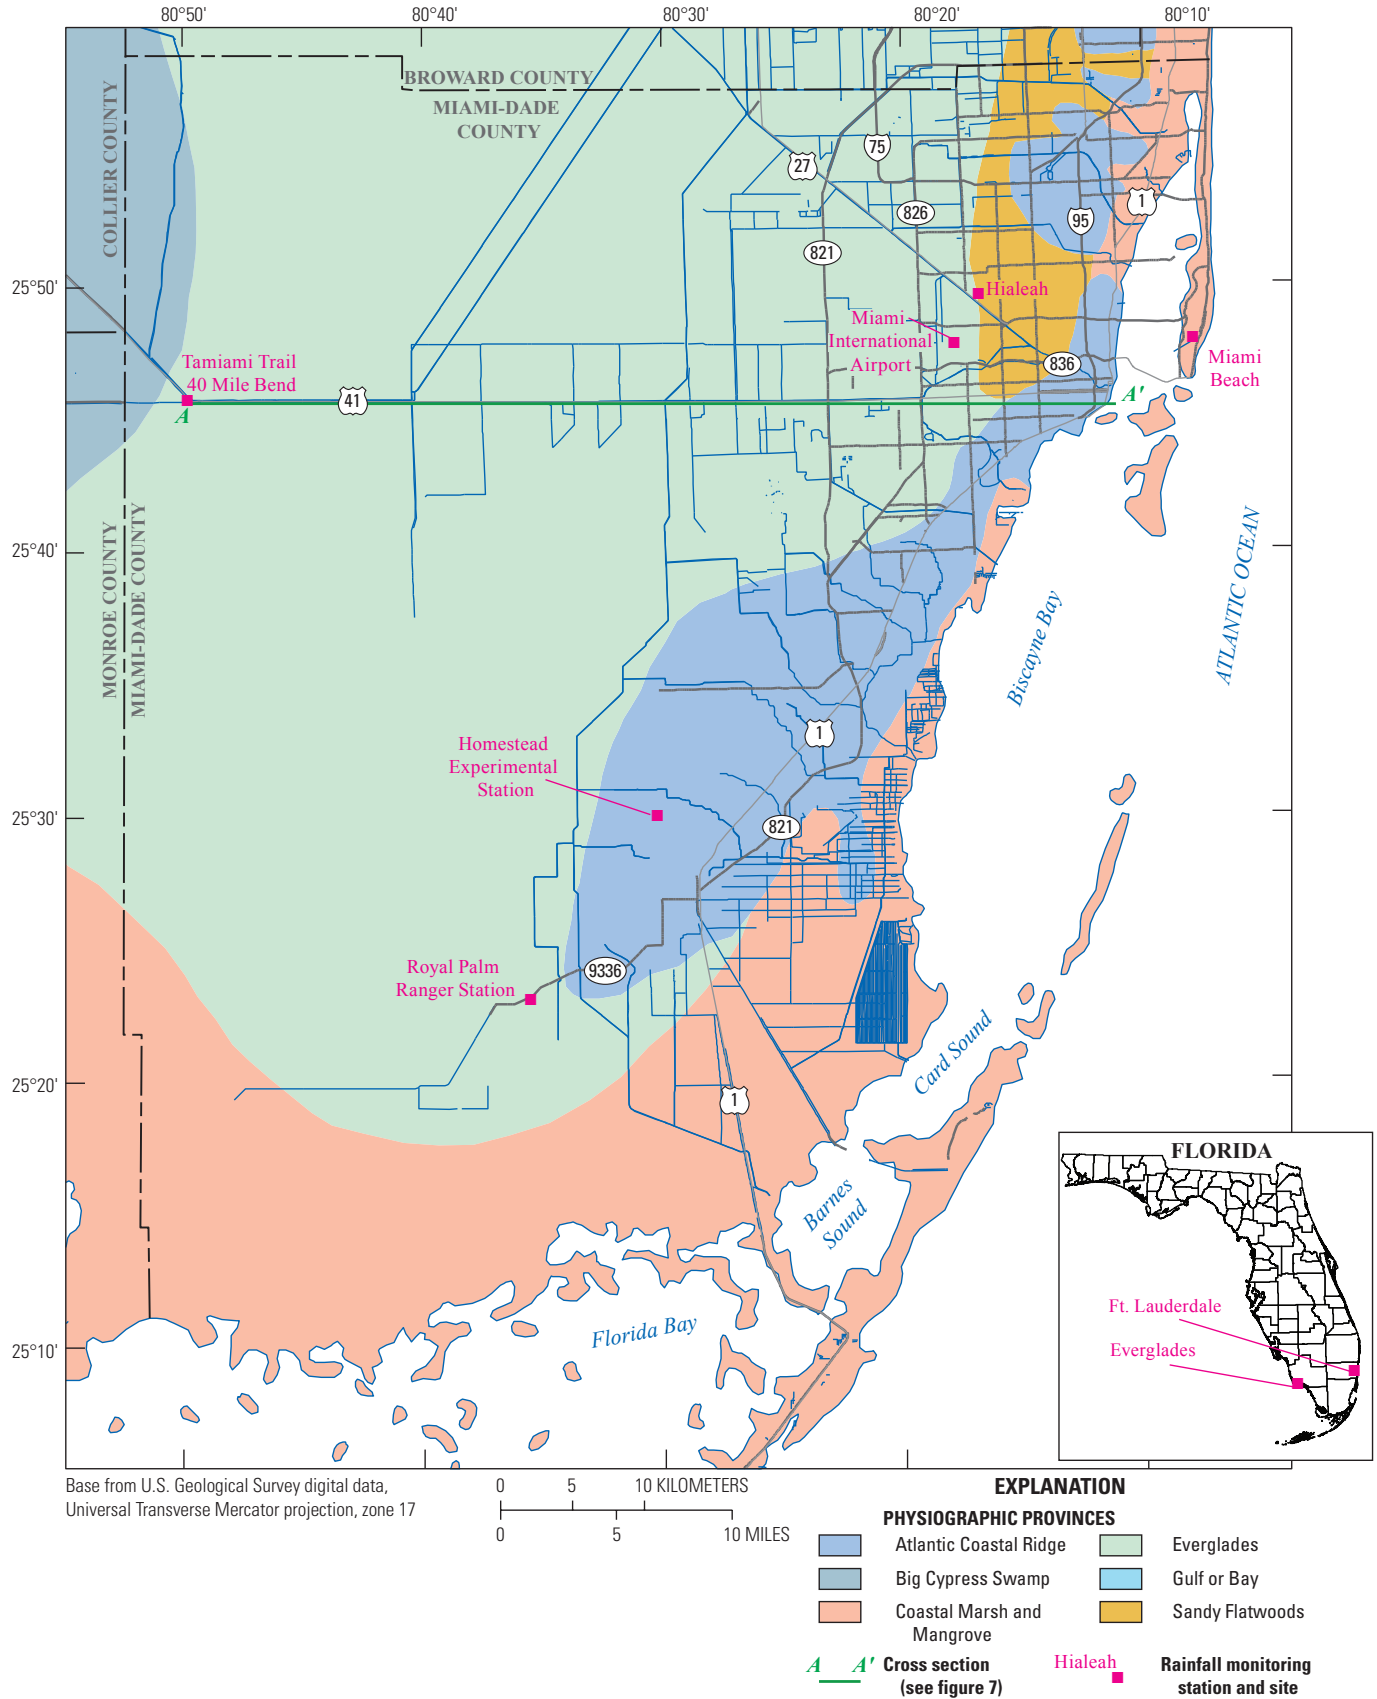 80°50'
80°40'
80°30'
80°20'
80°10'
BROWARD COUNTY
MIAMI-DADE
COUNTY
COLLIER COUNTY
27
75
826
821
95
1
25°50'
Hialeah
Miami
International
Airport
836
Miami
Beach
Tamiami Trail
40 Mile Bend
41
A
A'
25°40'
MONROE COUNTY
MIAMI-DADE COUNTY
ATLANTIC OCEAN
Biscayne Bay
1
Homestead
Experimental
Station
25°30'
821
Royal Palm
Ranger Station
9336
Card Sound
25°20'
1
Barnes
Sound
Florida Bay
25°10'
FLORIDA
Ft. Lauderdale
Everglades
Base from U.S. Geological Survey digital data,
Universal Transverse Mercator projection, zone 17
0 5 10 KILOMETERS
0 5 10 MILES
EXPLANATION
PHYSIOGRAPHIC PROVINCES
Atlantic Coastal Ridge
Big Cypress Swamp
Coastal Marsh and
Mangrove
Everglades
Gulf or Bay
Sandy Flatwoods
A A' Cross section
(see figure 7)
Hialeah Rainfall monitoring
station and site